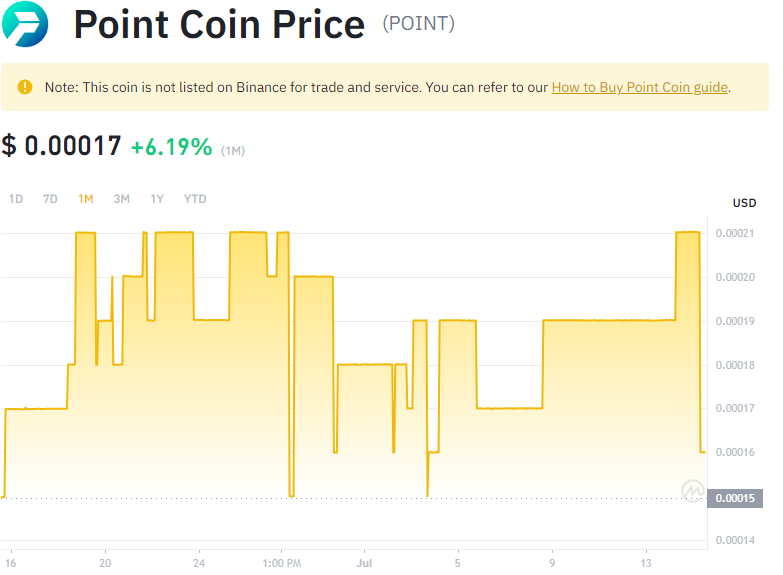 Point Coin Price (POINT)
Note: This coin is not listed on Binance for trade and service. You can refer to our How to Buy Point Coin guide.
$ 0.00017 +6.19% (1M)
1D 7D 1M 3M 1Y YTD
USD
0.00021
0.00020
0.00019
0.00018
0.00017
0.00016
0.00015
0.00014
16 20 24 1:00 PM Jul 5 9 13